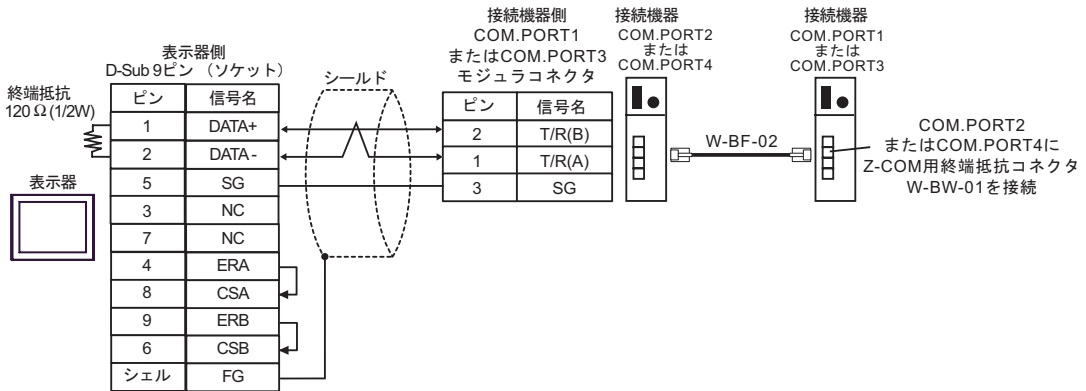 表示器側
D-Sub 9ピン （ソケット）
終端抵抗
120 Ω (1/2W)
表示器
ピン 信号名
1 DATA+
2 DATA-
5 SG
3 NC
7 NC
4 ERA
8 CSA
9 ERB
6 CSB
シェル FG
シールド
接続機器側
COM.PORT1
またはCOM.PORT3
モジュラコネクタ
ピン 信号名
2 T/R(B)
1 T/R(A)
3 SG
接続機器
COM.PORT2
または
COM.PORT4
W-BF-02
接続機器
COM.PORT1
または
COM.PORT3
COM.PORT2
またはCOM.PORT4に
Z-COM用終端抵抗コネクタ
W-BW-01を接続